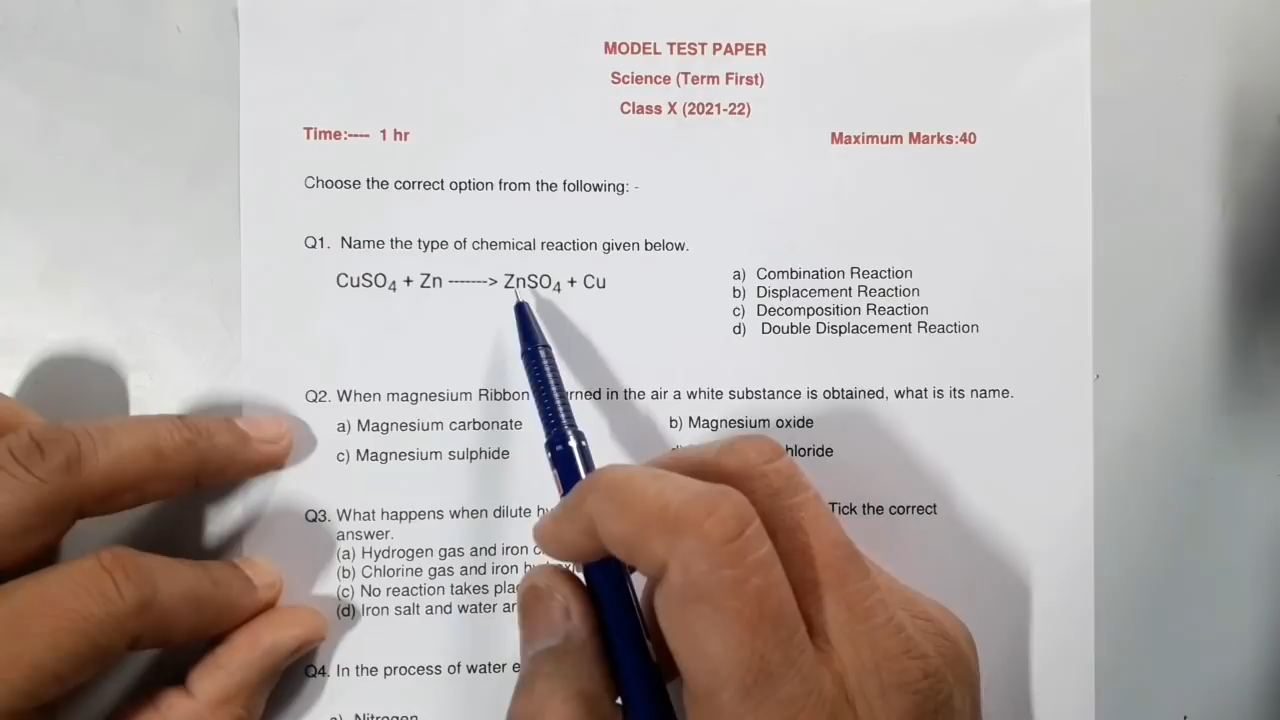 MODEL TEST PAPER
Science (Term First)
Class X (2021-22)
Time:---- 1 hr
Maximum Marks:40
Choose the correct option from the following: -
Q1. Name the type of chemical reaction given below.
CuSO4 + Zn -------> ZnSO4 + Cu
a) Combination Reaction
b) Displacement Reaction
c) Decomposition Reaction
d) Double Displacement Reaction
Q2. When magnesium Ribbon in the air a white substance is obtained, what is its name.
a) Magnesium carbonate
b) Magnesium oxide
c) Magnesium sulphide
Q3. What happens when dilute Tick the correct
answer.
(a) Hydrogen gas and iron
(b) Chlorine gas and iron
(c) No reaction takes
(d) Iron salt and water
Q4. In the process of water
a) Nitrogen